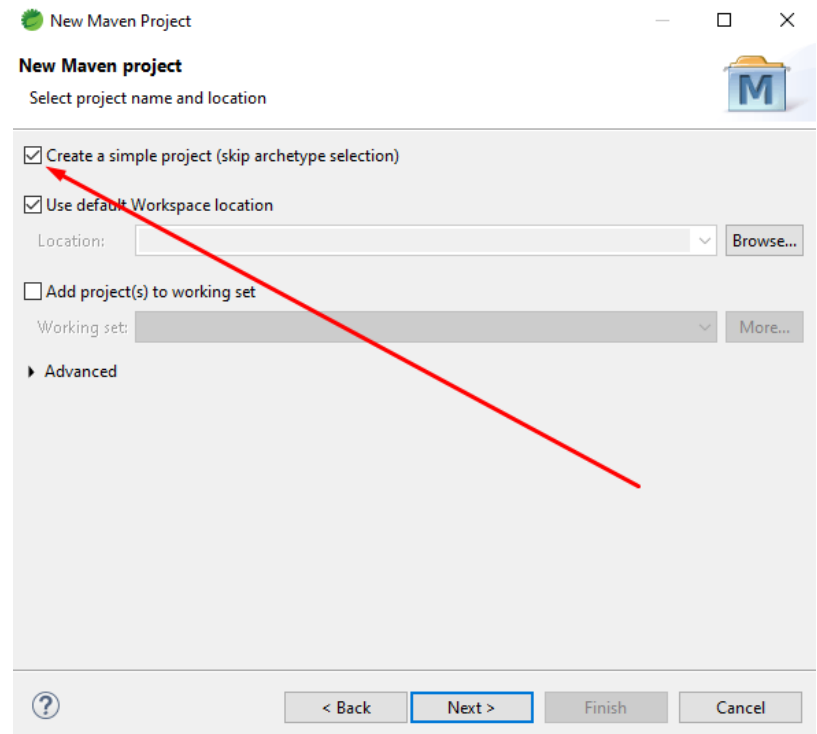 New Maven Project
New Maven project
Select project name and location
M
Create a simple project (skip archetype selection)
Use default Workspace location
Location:
Browse...
Add project(s) to working set
Working set:
More...
Advanced
?
< Back
Next >
Finish
Cancel